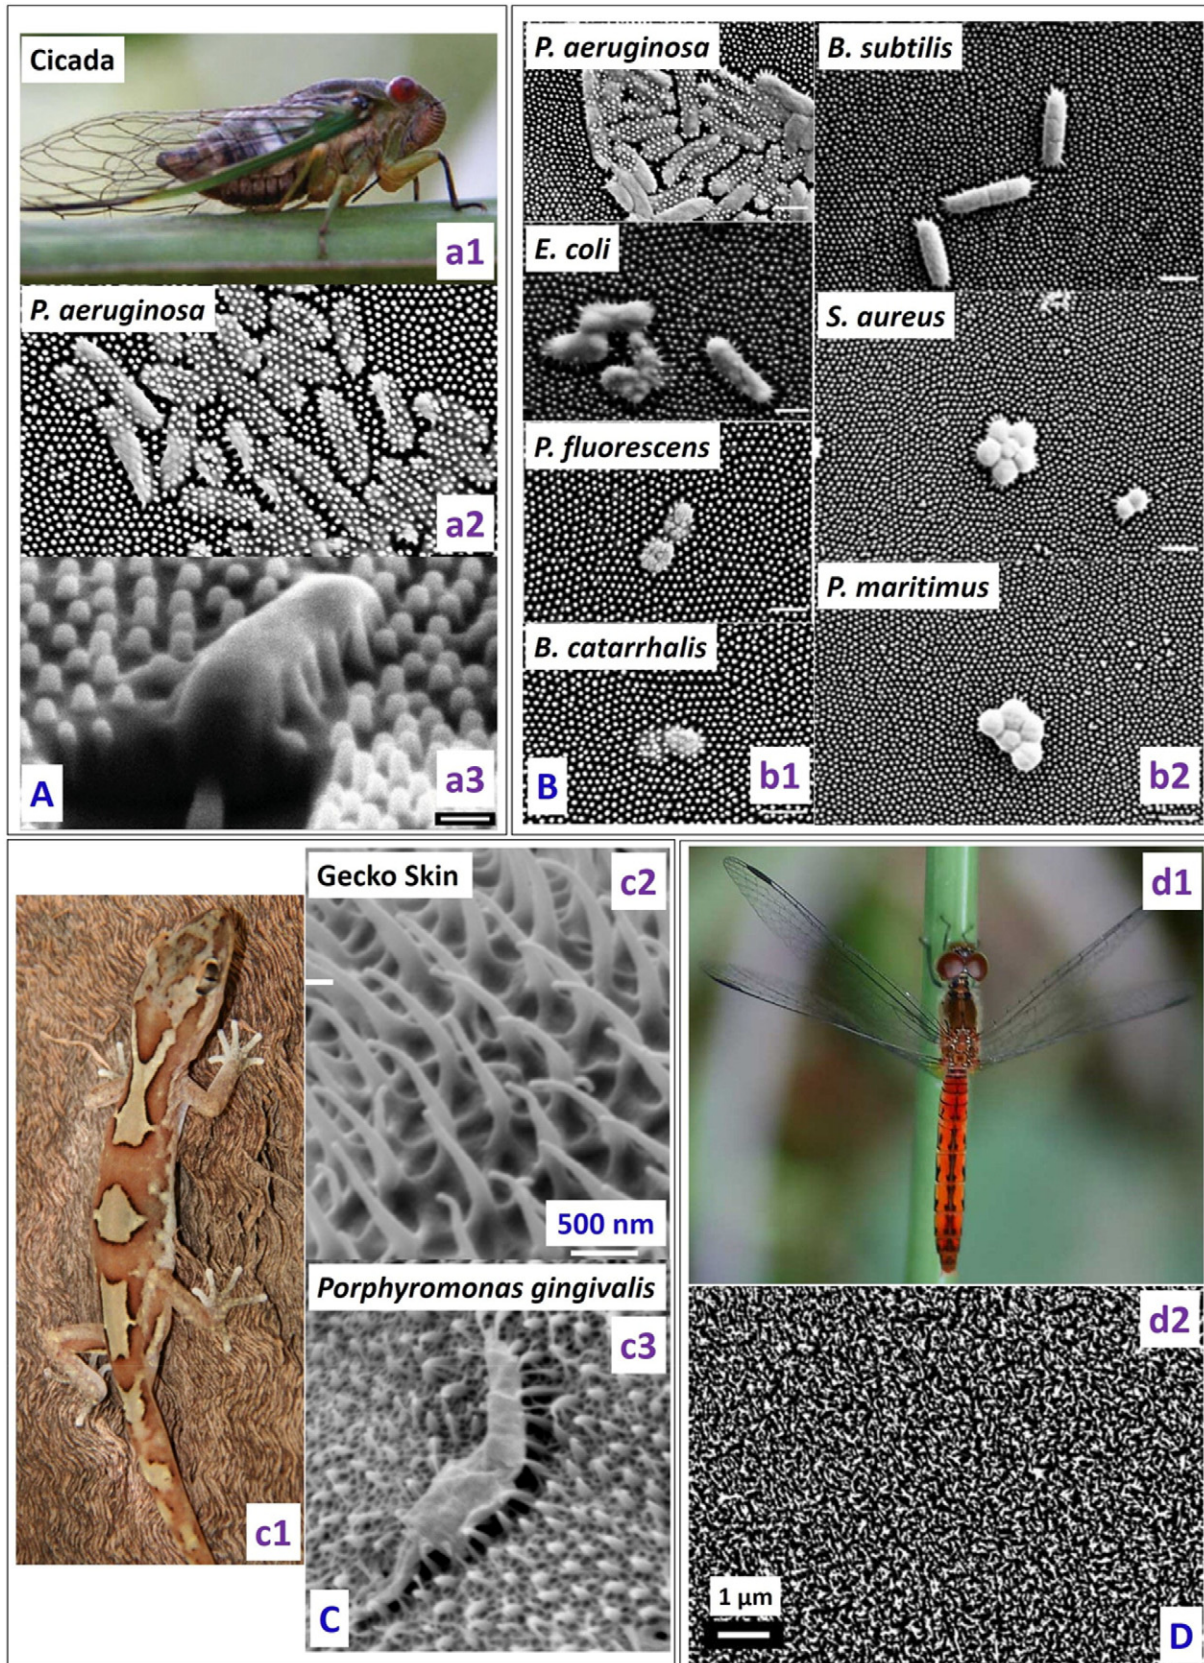 Cicada
a1
P. aeruginosa
a2
A
a3
P. aeruginosa
E. coli
P. fluorescens
B. catarrhalis
B
b1
B. subtilis
S. aureus
P. maritimus
b2
c1
Gecko Skin
c2
500 nm
Porphyromonas gingivalis
c3
C
d1
d2
1 µm
D